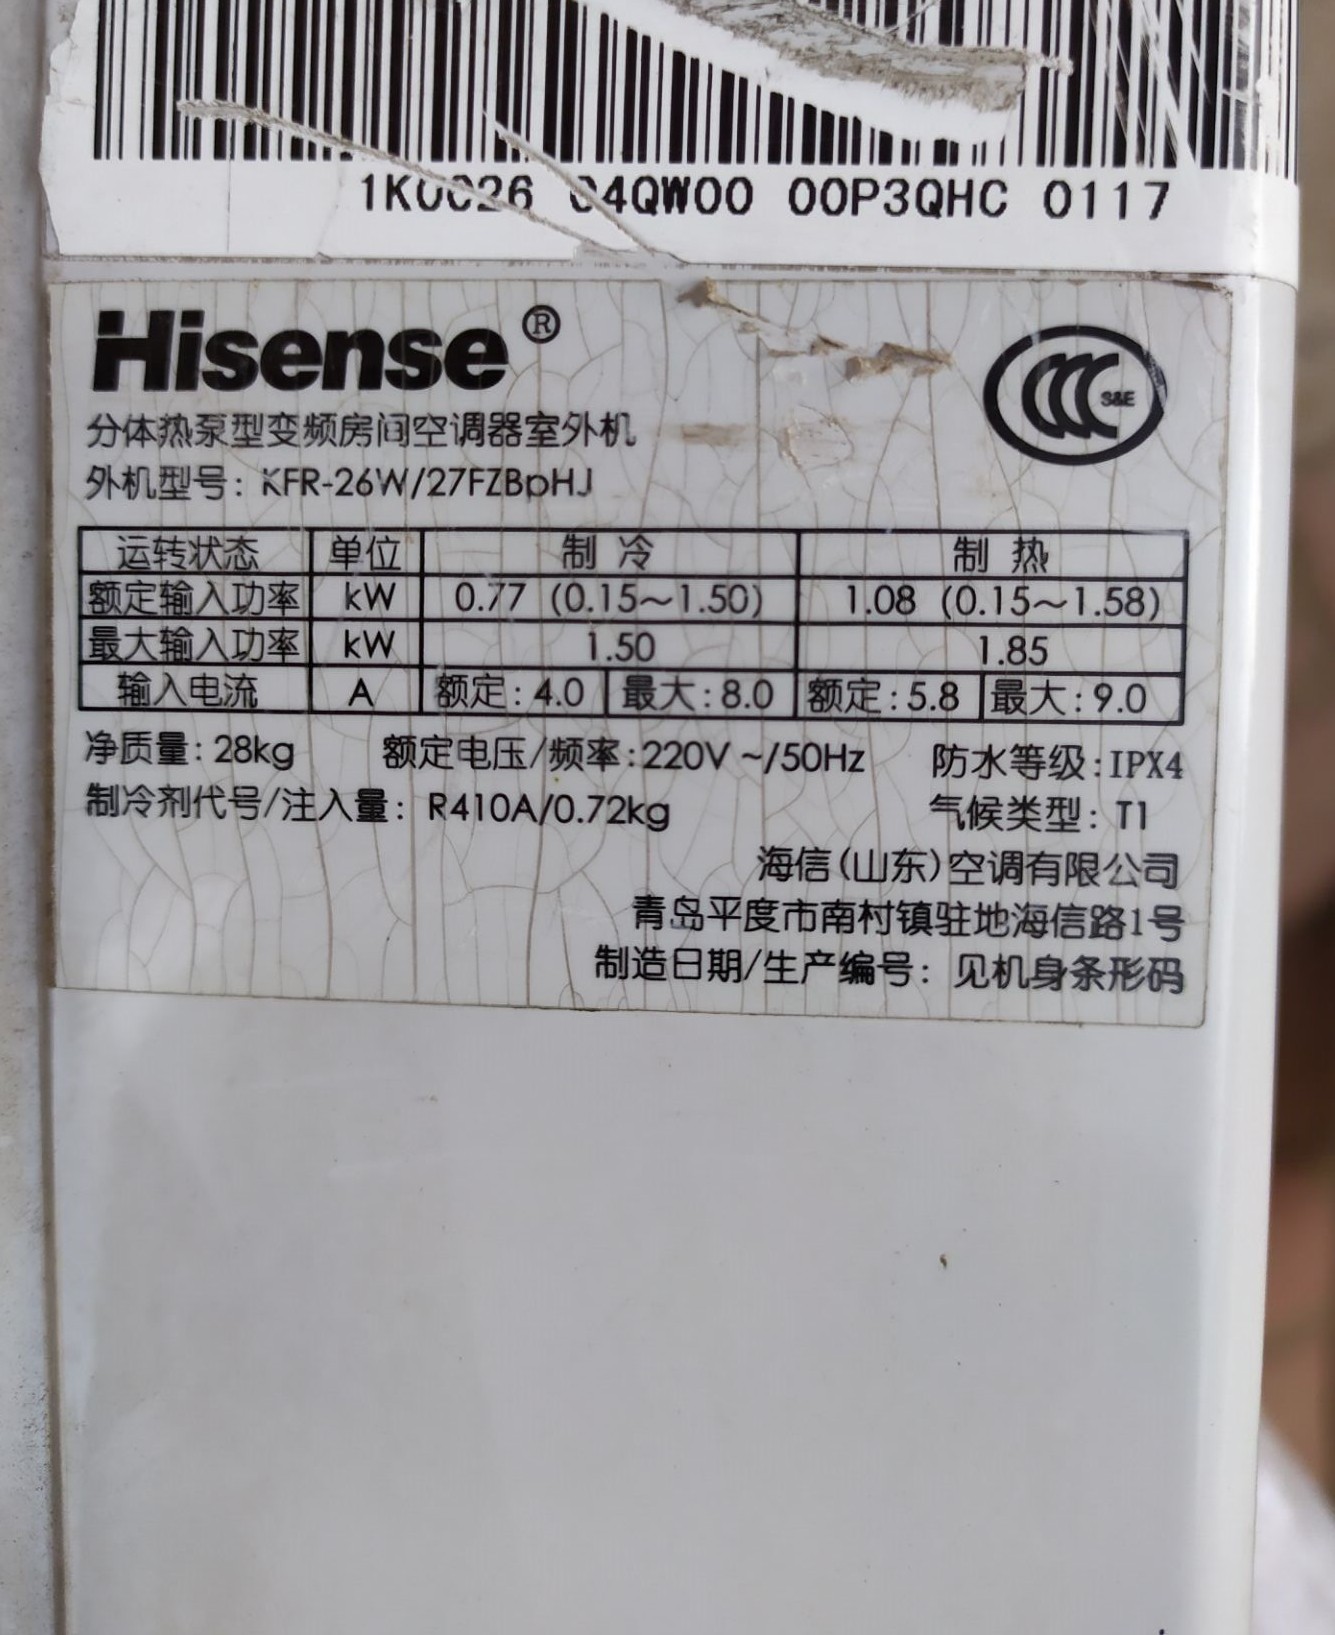 04QW00 00P3QHC 0117
Hisense®
CCC S&E
分体热泵型变频房间空调器室外机
外机型号: KFR-26W/27FZBpHJ
运转状态 单位 制冷 制热
额定输入功率 kW 0.77 (0.15~1.50) 1.08 (0.15~1.58)
最大输入功率 kW 1.50 1.85
输入电流 A 额定:4.0 最大:8.0 额定:5.8 最大:9.0
净质量: 28kg 额定电压/频率:220V ~/50Hz 防水等级:IPX4
制冷剂代号/注入量: R410A/0.72kg 气候类型: T1
海信(山东)空调有限公司
青岛平度市南村镇驻地海信路1号
制造日期/生产编号: 见机身条形码